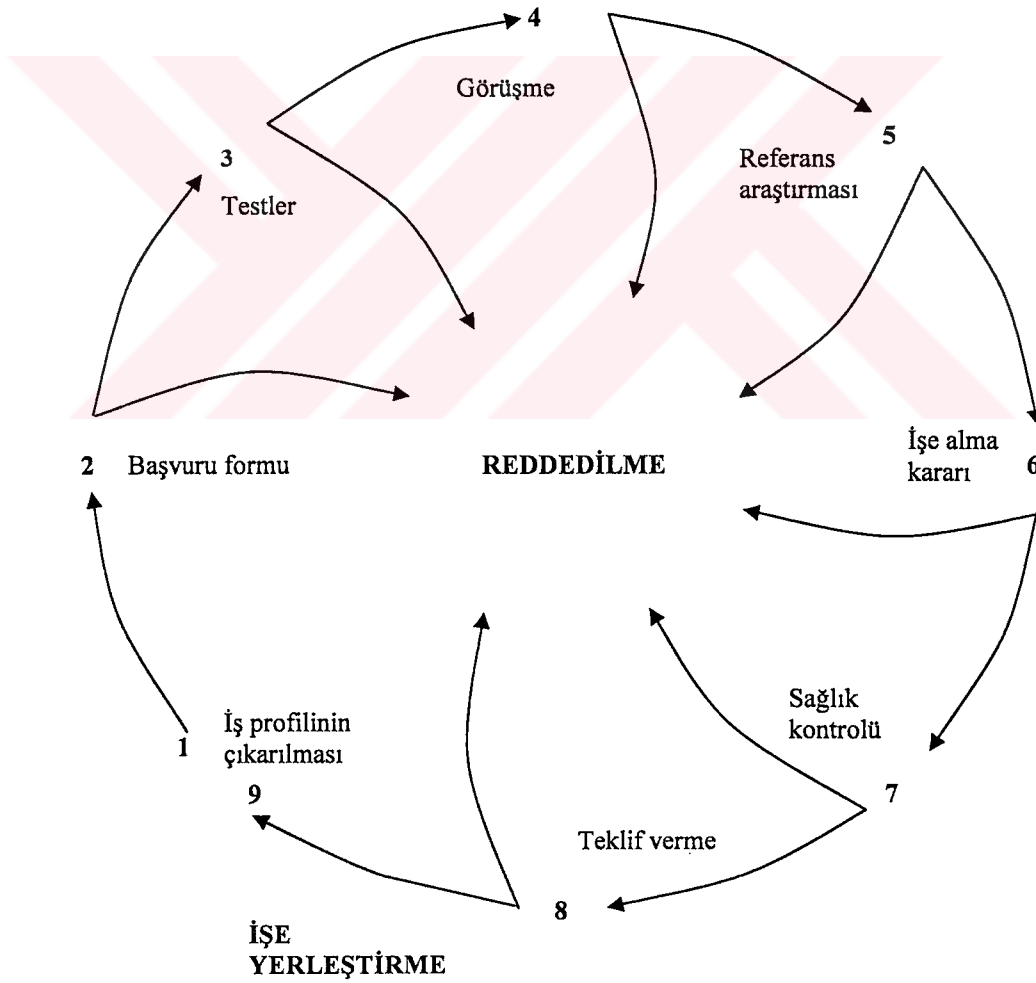 4
Görüşme
5
3
Referans
araştırması
Testler
İşe alma
kararı
6
2 Başvuru formu
REDDEDİLME
Sağlık
kontrolü
1
İş profilinin
çıkarılması
9
7
Teklif verme
8
İŞE
YERLEŞTİRME